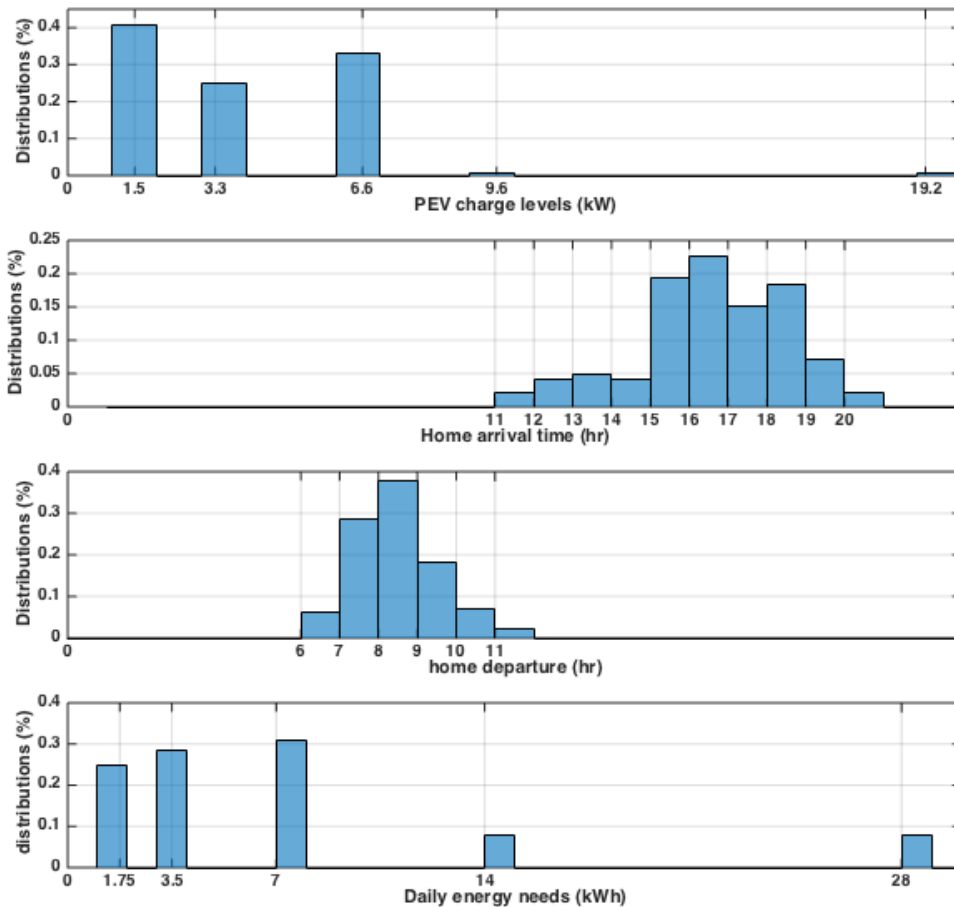 Distributions (%)
0.4
0.3
0.2
0.1
0
0 1.5 3.3 6.6 9.6 19.2
PEV charge levels (kW)
Distributions (%)
0.25
0.2
0.15
0.1
0.05
0
0 11 12 13 14 15 16 17 18 19 20
Home arrival time (hr)
Distributions (%)
0.4
0.3
0.2
0.1
0
0 6 7 8 9 10 11
home departure (hr)
distributions (%)
0.4
0.3
0.2
0.1
0
0 1.75 3.5 7 14 28
Daily energy needs (kWh)